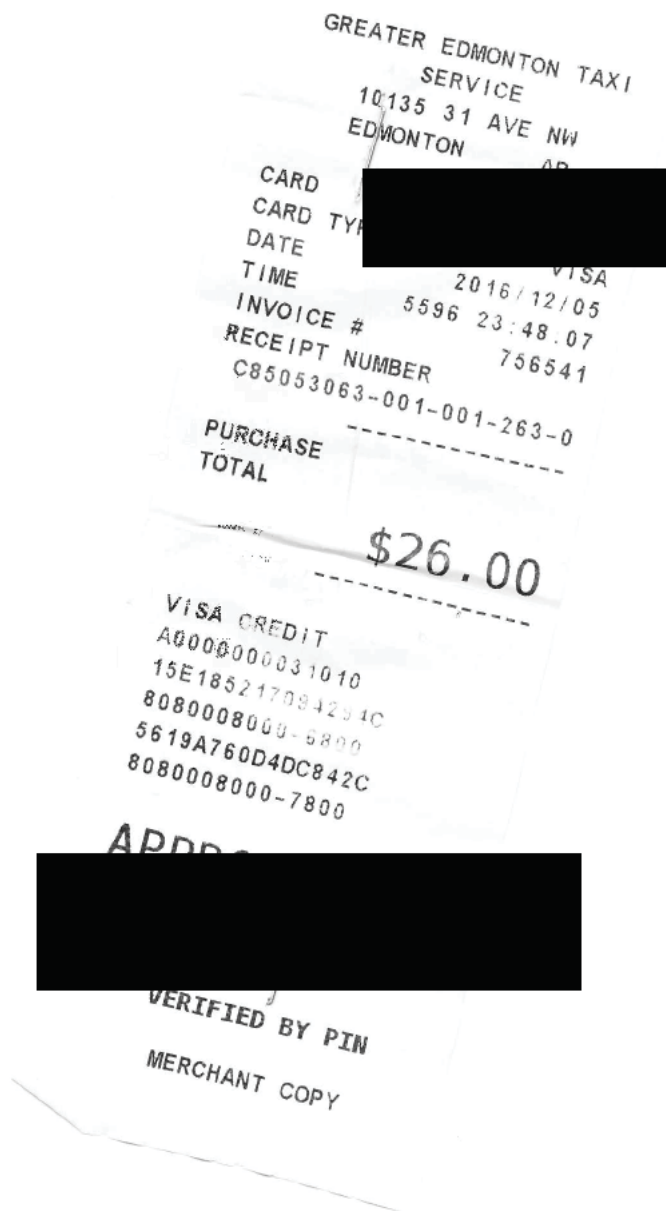 GREATER EDMONTON TAXI
SERVICE
10135 31 AVE NW
EDMONTON
CARD
CARD VISA
DATE 2016/12/05
TIME 5596 23:48:07
INVOICE # 756541
RECEIPT NUMBER
C85053063-001-001-263-0
PURCHASE
TOTAL
$26.00
VISA CREDIT
A0000000031010
8080008000-6800
5619A760D4DC842C
8080008000-7800
VERIFIED BY PIN
MERCHANT COPY